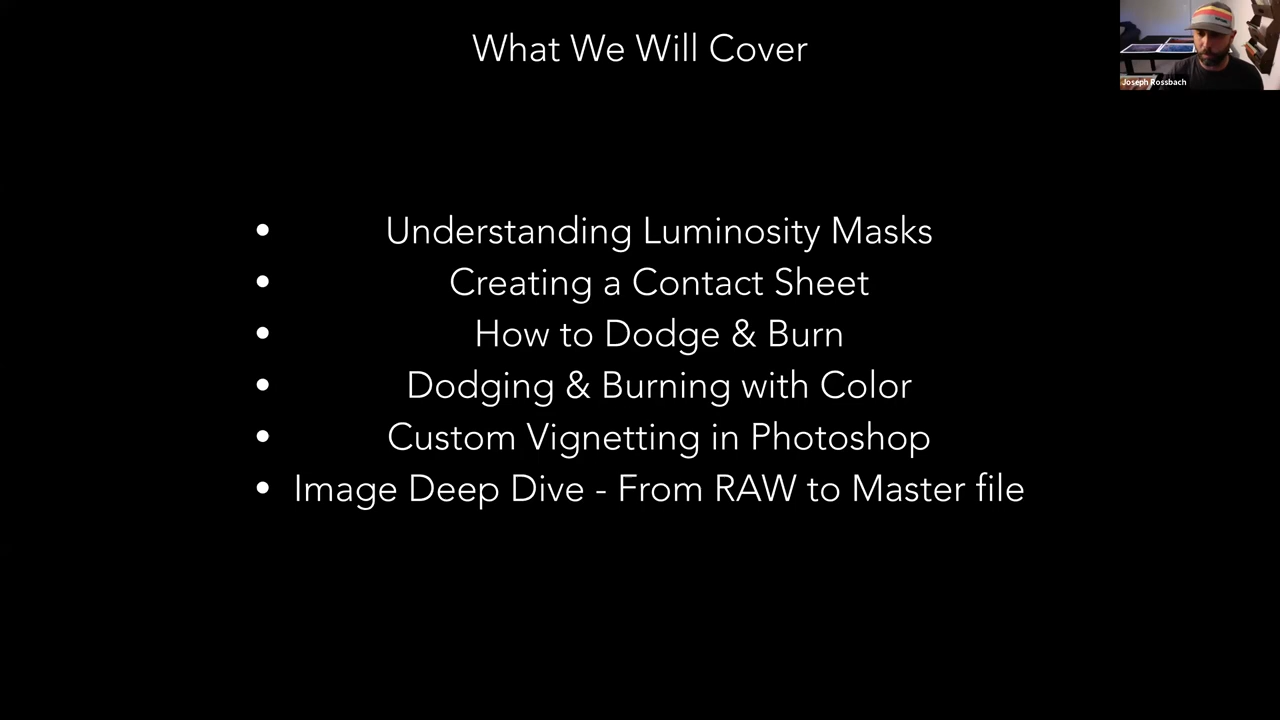 What We Will Cover
Joseph Rossbach
• Understanding Luminosity Masks
• Creating a Contact Sheet
• How to Dodge & Burn
• Dodging & Burning with Color
• Custom Vignetting in Photoshop
• Image Deep Dive - From RAW to Master file